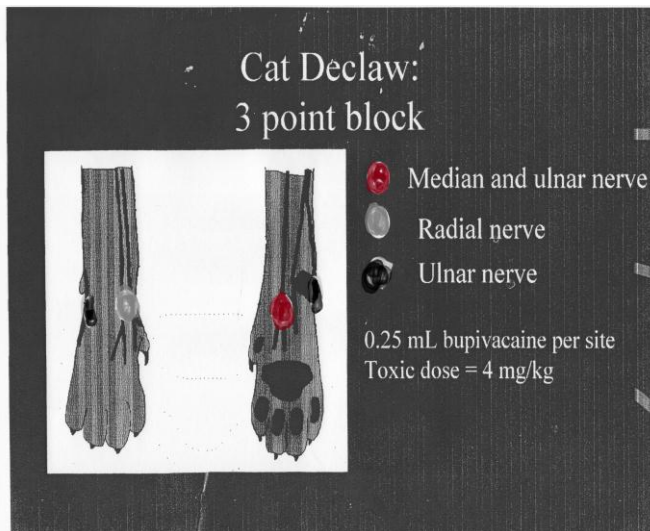 Cat Declaw:
3 point block
Median and ulnar nerve
Radial nerve
Ulnar nerve
0.25 mL bupivacaine per site
Toxic dose = 4 mg/kg